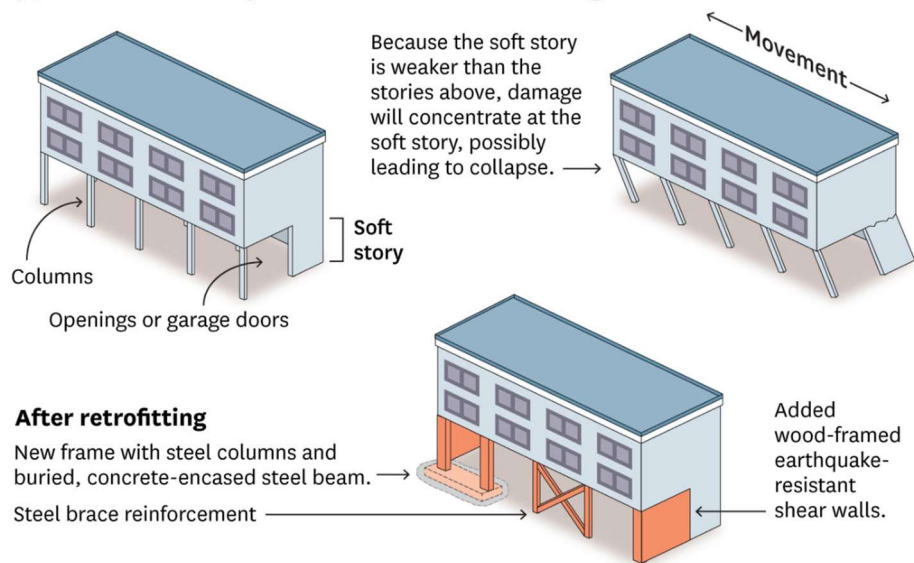 Because the soft story
is weaker than the
stories above, damage
will concentrate at the
soft story, possibly
leading to collapse.
Movement
Soft
story
Columns
Openings or garage doors
After retrofitting
New frame with steel columns and
buried, concrete-encased steel beam.
Steel brace reinforcement
Added
wood-framed
earthquake-
resistant
shear walls.